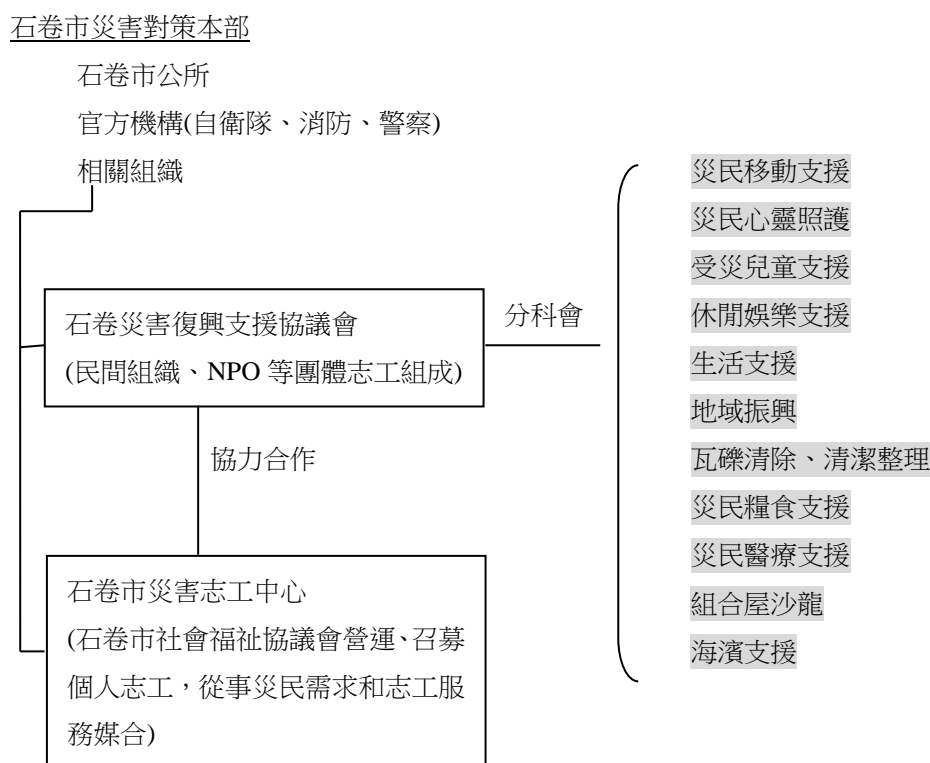 石卷市災害對策本部
石卷市公所
官方機構(自衛隊、消防、警察)
相關組織
石卷災害復興支援協議會
(民間組織、NPO 等團體志工組成)
分科會
災民移動支援
災民心靈照護
受災兒童支援
休閒娛樂支援
生活支援
地域振興
瓦礫清除、清潔整理
災民糧食支援
災民醫療支援
組合屋沙龍
海濱支援
協力合作
石卷市災害志工中心
(石卷市社會福祉協議會營運、召募
個人志工，從事災民需求和志工服
務媒合)